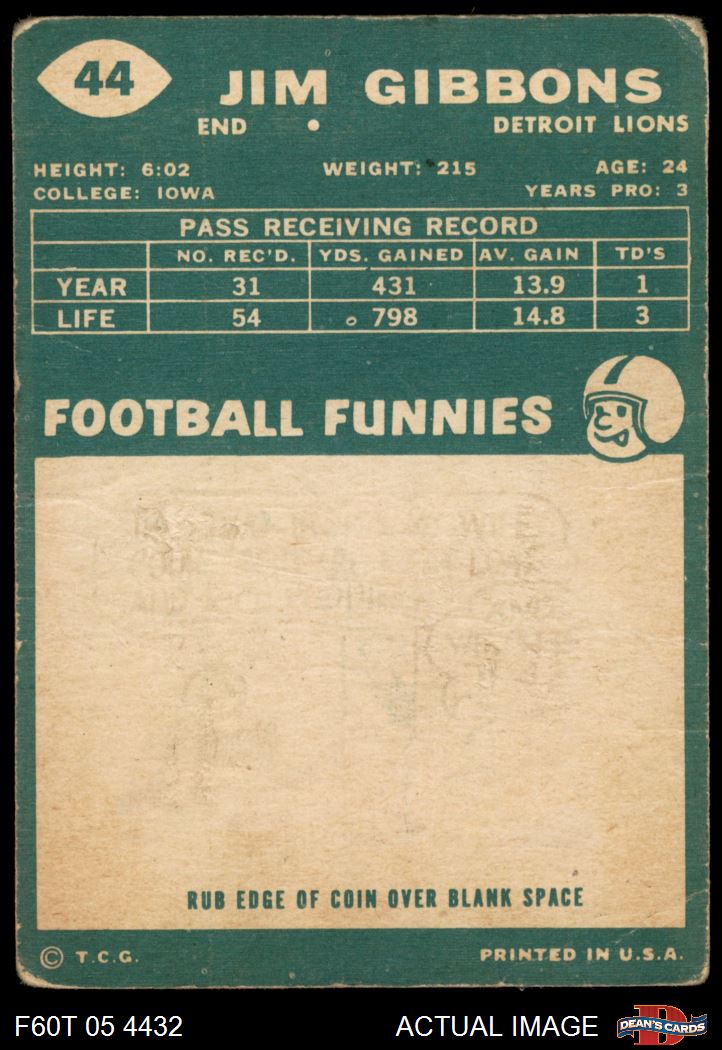 44
JIM GIBBONS
END • DETROIT LIONS
HEIGHT: 6:02 WEIGHT: 215 AGE: 24
COLLEGE: IOWA YEARS PRO: 3
PASS RECEIVING RECORD
NO. REC'D. YDS. GAINED AV. GAIN TD'S
YEAR 31 431 13.9 1
LIFE 54 798 14.8 3
FOOTBALL FUNNIES
RUB EDGE OF COIN OVER BLANK SPACE
© T.C.G. PRINTED IN U.S.A.
F60T 05 4432 ACTUAL IMAGE DEAN'S CARDS